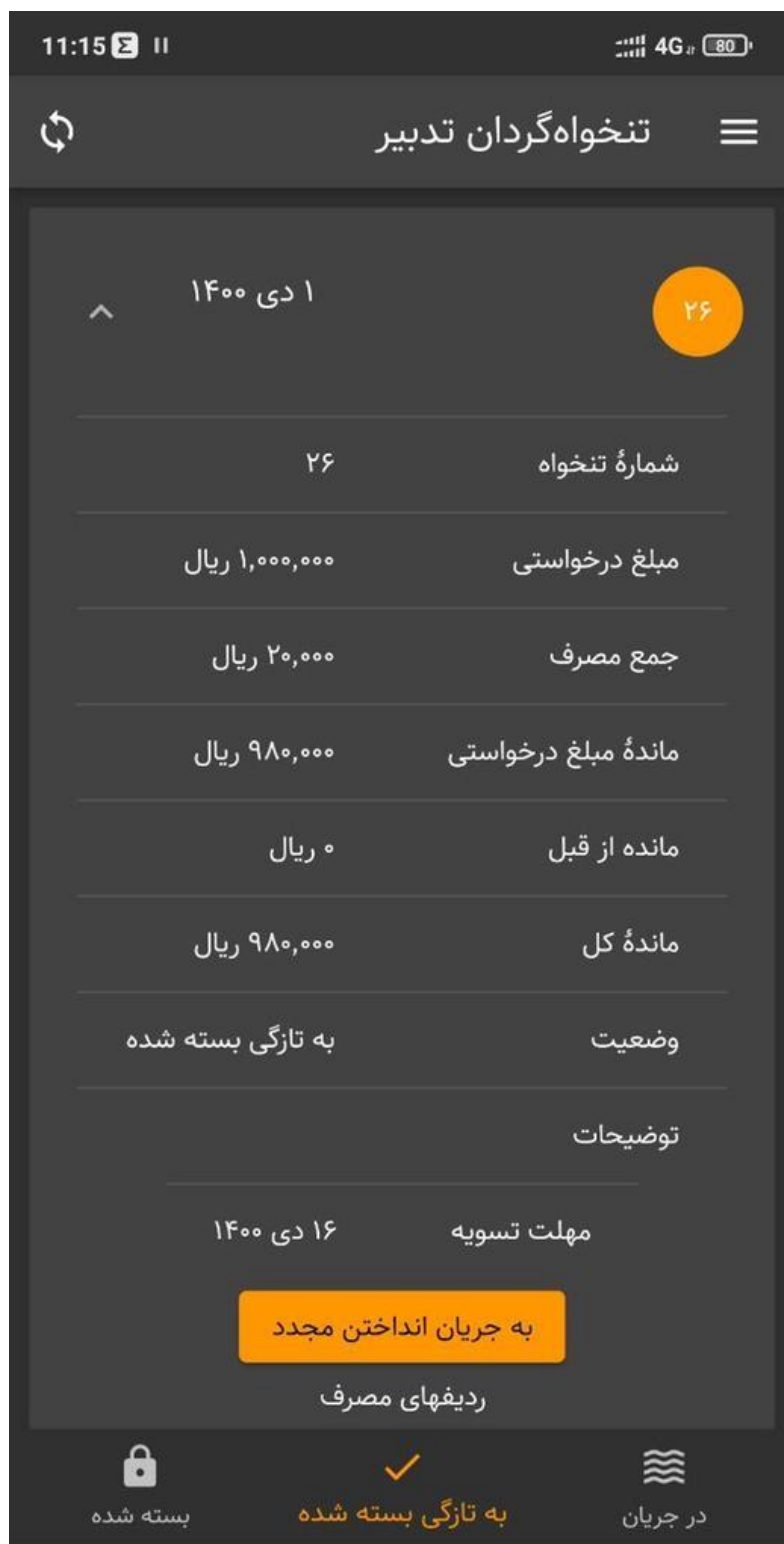 11:15 4G 80
تنخواه‌گردان تدبیر
۲۶ ۱ دی ۱۴۰۰
شمارهٔ تنخواه ۲۶
مبلغ درخواستی ۱,۰۰۰,۰۰۰ ریال
جمع مصرف ۲۰,۰۰۰ ریال
ماندهٔ مبلغ درخواستی ۹۸۰,۰۰۰ ریال
مانده از قبل ۰ ریال
ماندهٔ کل ۹۸۰,۰۰۰ ریال
وضعیت به تازگی بسته شده
توضیحات
مهلت تسویه ۱۶ دی ۱۴۰۰
به جریان انداختن مجدد
ردیفهای مصرف
در جریان به تازگی بسته شده بسته شده